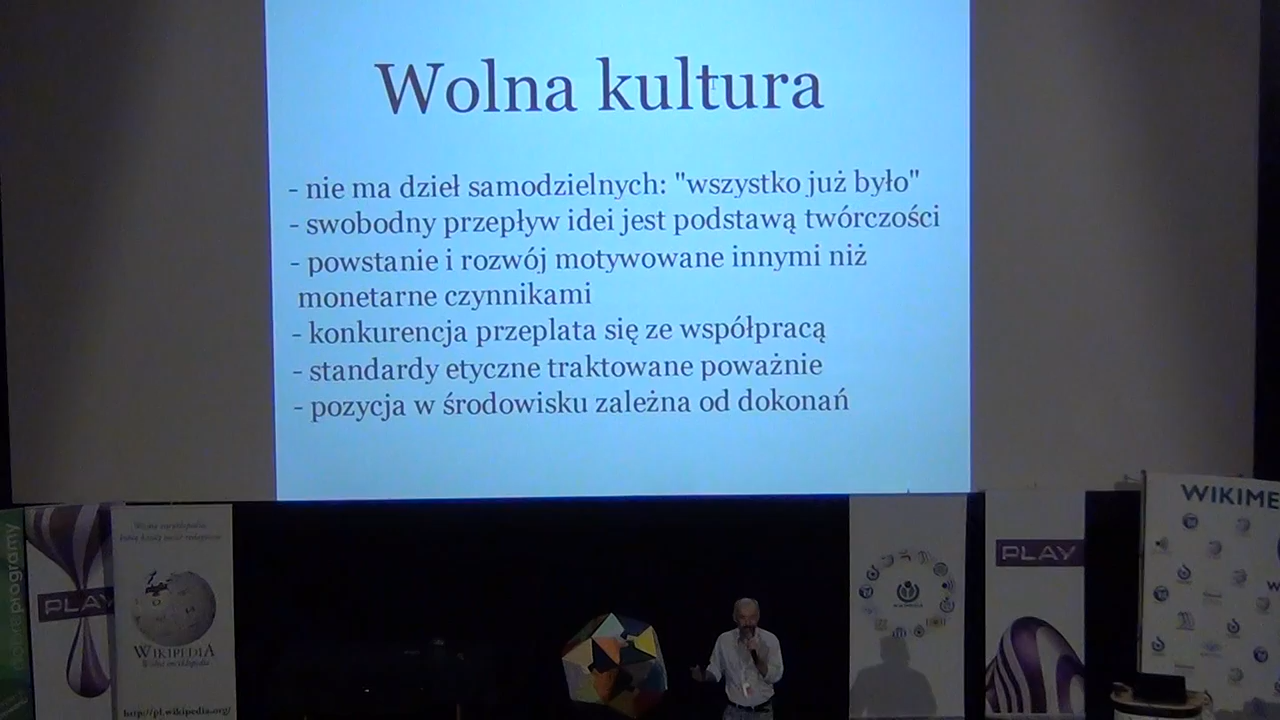 Wolna kultura
- nie ma dzieł samodzielnych: "wszystko już było"
- swobodny przepływ idei jest podstawą twórczości
- powstanie i rozwój motywowane innymi niż
monetarne czynnikami
- konkurencja przeplata się ze współpracą
- standardy etyczne traktowane poważnie
- pozycja w środowisku zależna od dokonań
programy
PLAY
WIKIPEDIA
Wolna encyklopedia
http://pl.wikipedia.org/
WIKIMEDIA
PLAY
WIKIME